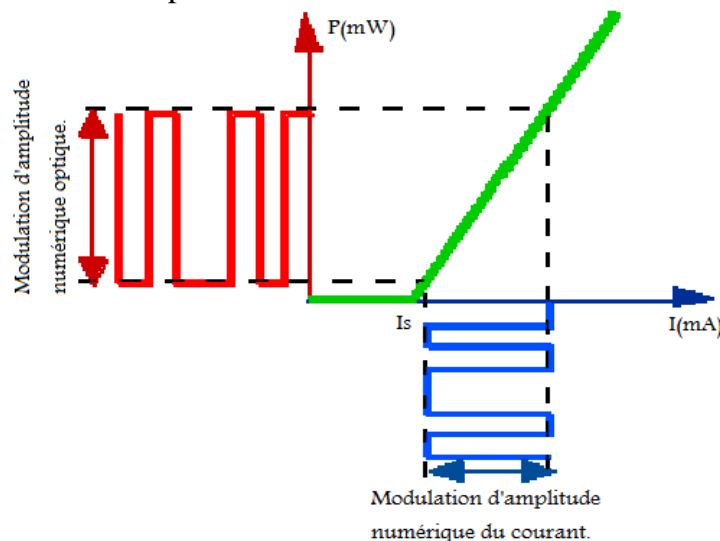 P(mW)
Modulation d'amplitude
numérique optique.
Is
I(mA)
Modulation d'amplitude
numérique du courant.